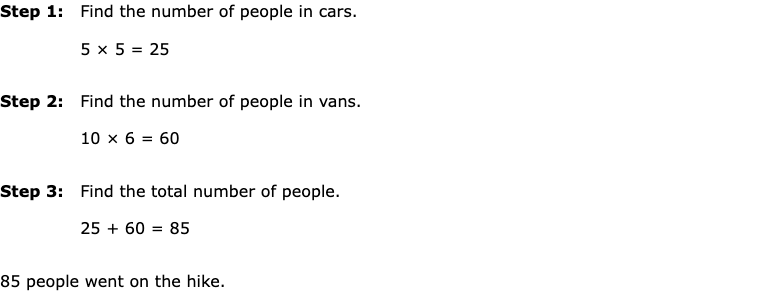 Step 1: Find the number of people in cars.
5 × 5 = 25
Step 2: Find the number of people in vans.
10 × 6 = 60
Step 3: Find the total number of people.
25 + 60 = 85
85 people went on the hike.